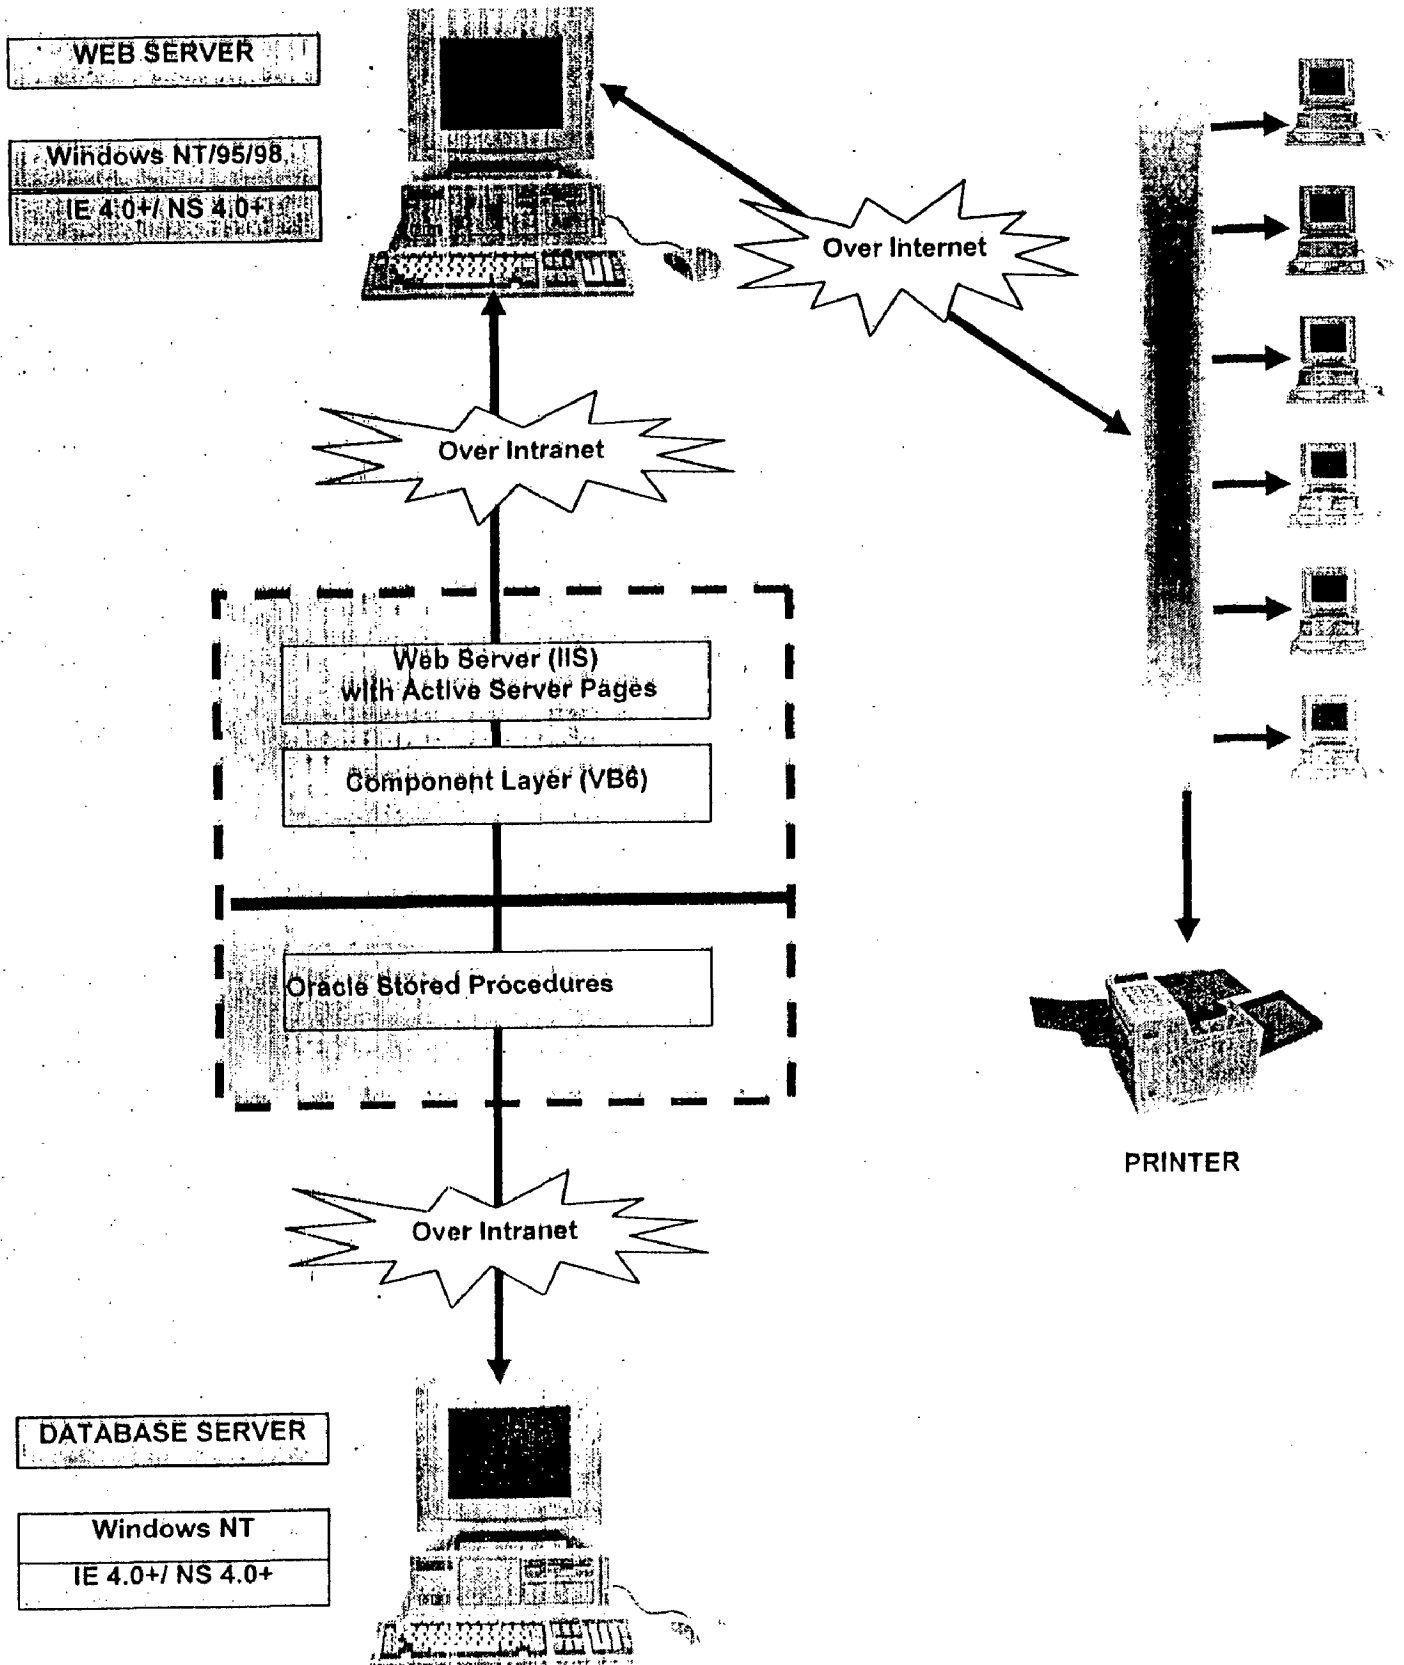 WEB SERVER
Windows NT/95/98
IE 4.0+/ NS 4.0+
Over Internet
Over Intranet
Web Server (IIS)
with Active Server Pages
Component Layer (VB6)
Oracle Stored Procedures
PRINTER
Over Intranet
DATABASE SERVER
Windows NT
IE 4.0+/ NS 4.0+